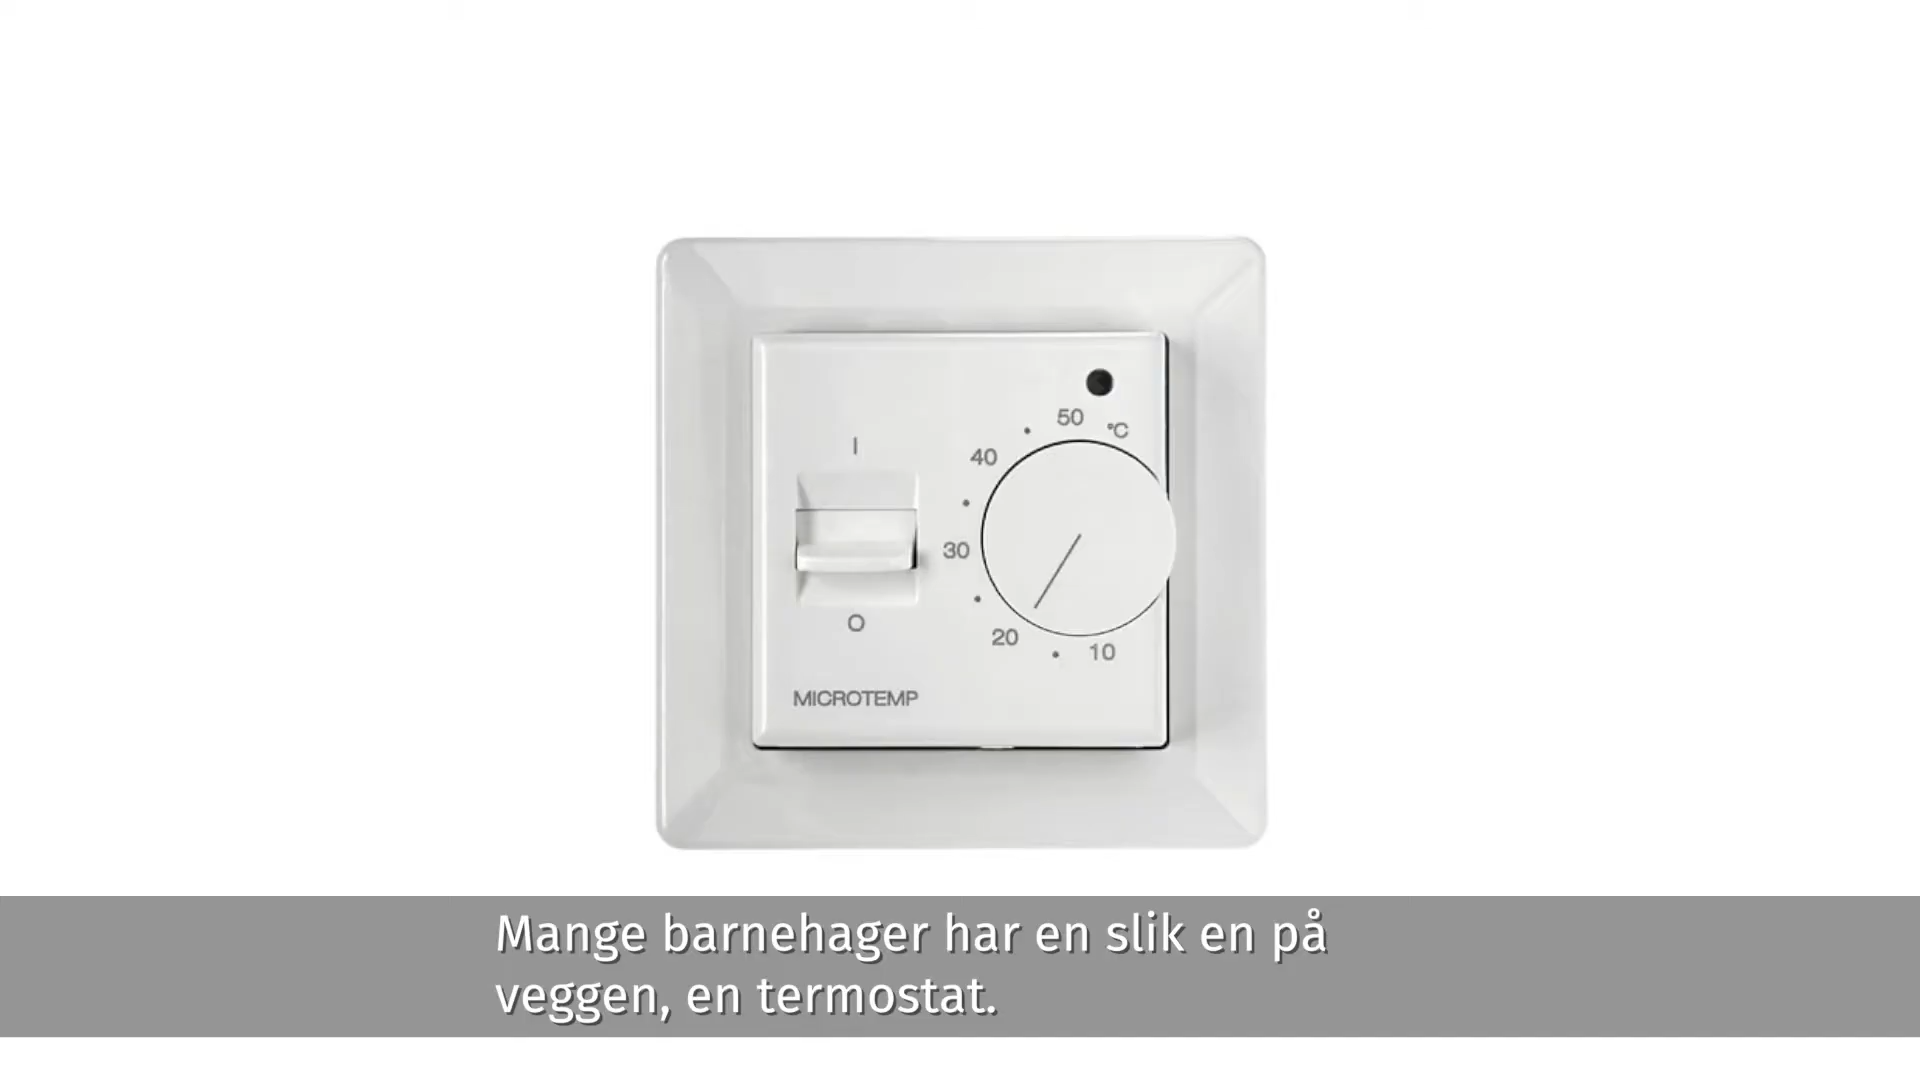 50
°C
40
I
30
20
10
O
MICROTEMP
Mange barnehager har en slik en på
veggen, en termostat.